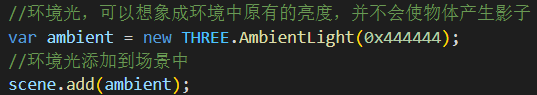 //环境光，可以想象成环境中原有的亮度，并不会使物体产生影子
var ambient = new THREE.AmbientLight(0x444444);
//环境光添加到场景中
scene.add(ambient);